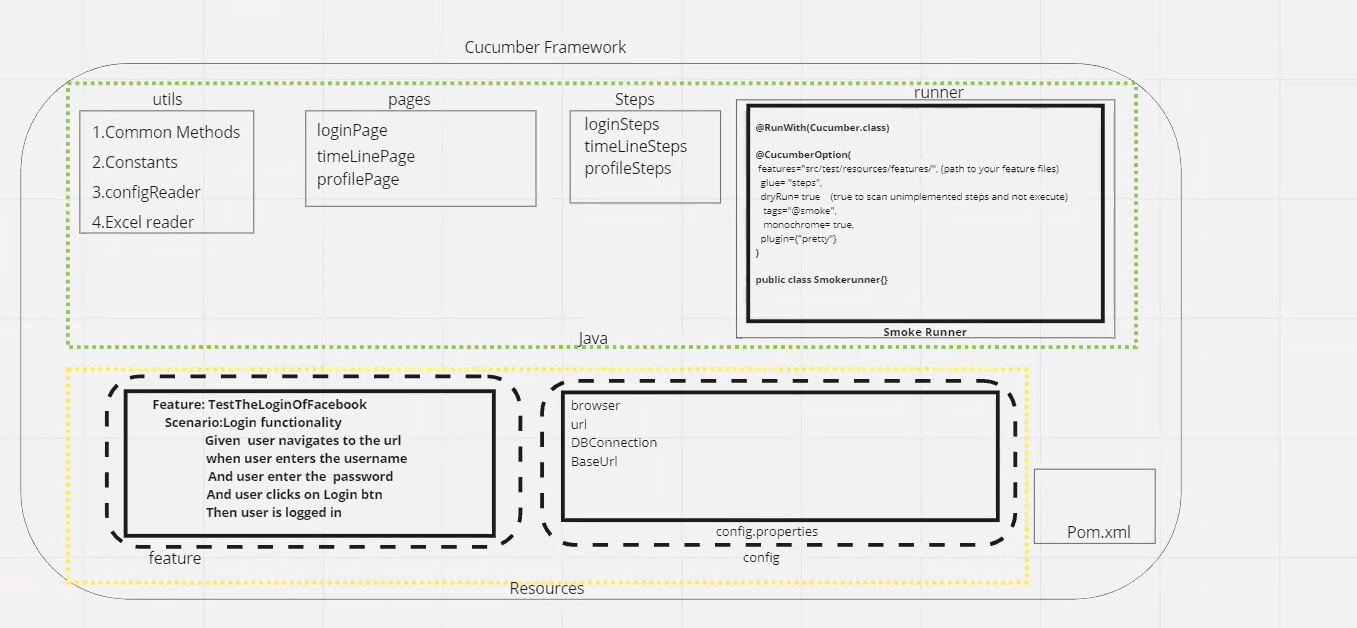 Cucumber Framework
utils
1.Common Methods
2.Constants
3.configReader
4.Excel reader
pages
loginPage
timeLinePage
profilePage
Steps
loginSteps
timeLineSteps
profileSteps
runner
@RunWith(Cucumber.class)
@CucumberOption(
features="src/test/resources/features/", (path to your feature files)
glue= "steps",
dryRun= true (true to scan unimplemented steps and not execute)
tags="@smoke",
monochrome= true,
plugin={"pretty"}
)
public class Smokerunner{}
Smoke Runner
Java
Feature: TestTheLoginOfFacebook
Scenario:Login functionality
Given user navigates to the url
when user enters the username
And user enter the password
And user clicks on Login btn
Then user is logged in
feature
browser
url
DBConnection
BaseUrl
config.properties
config
Resources
Pom.xml